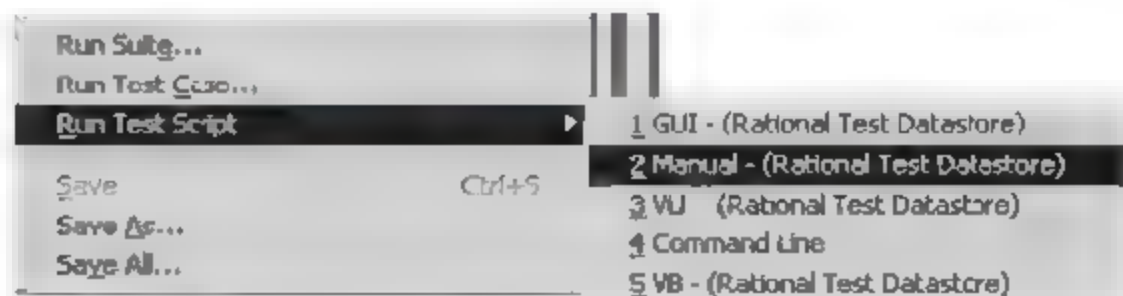 Run Suite...
Run Test Case...
Run Test Script
Save Ctrl+S
Save As...
Save All...
1 GUI - (Rational Test Datastore)
2 Manual - (Rational Test Datastore)
3 VU - (Rational Test Datastore)
4 Command Line
5 VB - (Rational Test Datastore)